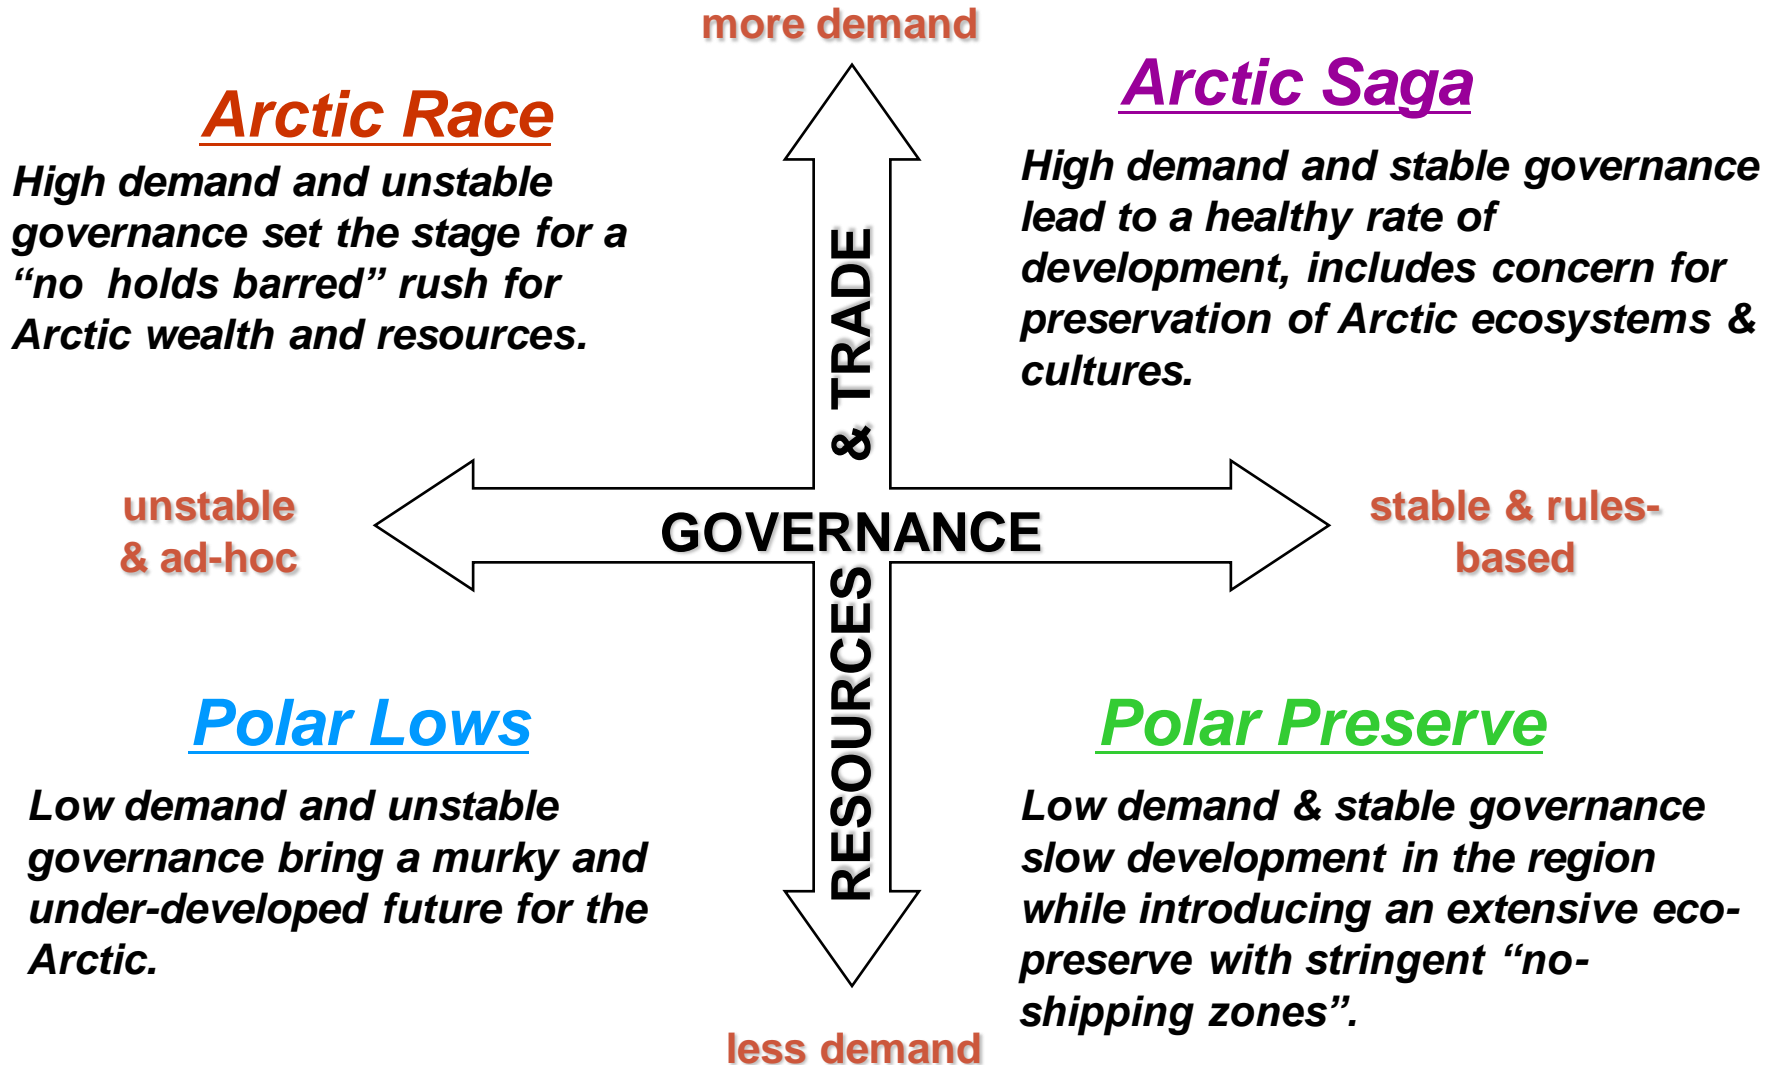 more demand
Arctic Race
High demand and unstable
governance set the stage for a
“no holds barred” rush for
Arctic wealth and resources.
Arctic Saga
High demand and stable governance
lead to a healthy rate of
development, includes concern for
preservation of Arctic ecosystems &
cultures.
unstable
& ad-hoc
GOVERNANCE
RESOURCES & TRADE
stable & rules-
based
Polar Lows
Low demand and unstable
governance bring a murky and
under-developed future for the
Arctic.
Polar Preserve
Low demand & stable governance
slow development in the region
while introducing an extensive eco-
preserve with stringent “no-
shipping zones”.
less demand